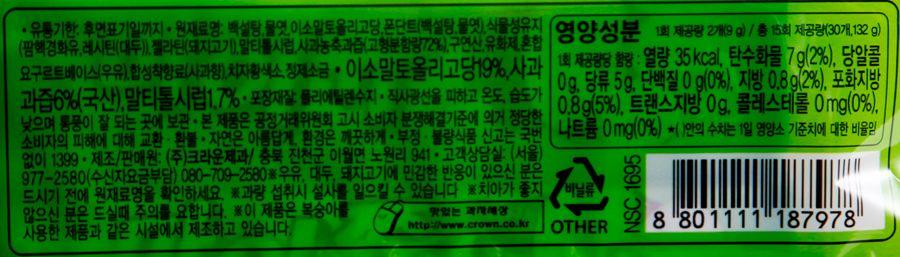 ·유통기한: 후면표기일까지 · 원재료명: 백설탕, 물엿, 이소말토올리고당, 폰단트(백설탕, 물엿), 식물성유지
(팜핵경화유, 레시틴(대두)), 젤라틴(돼지고기), 말티톨시럽, 사과농축과즙(고형분함량72%), 구연산, 유화제, 혼합
요구르트베이스(우유), 합성착향료(사과향), 치자황색소, 정제소금 · 이소말토올리고당19%, 사과
과즙6%(국산), 말티톨시럽1.7% · 포장재질: 폴리에틸렌수지 · 직사광선을 피하고 온도, 습도가
낮으며 통풍이 잘 되는 곳에 보관 · 본 제품은 공정거래위원회 고시 소비자 분쟁해결기준에 의거 정당한
소비자의 피해에 대해 교환 · 환불 · 자연은 아름답게, 환경은 깨끗하게 · 부정 · 불량식품 신고는 국번
없이 1399 · 제조/판매원: (주)크라운제과/ 충북 진천군 이월면 노원리 941 · 고객상담실: (서울)
977-2580(수신자요금부담) 080-709-2580※우유, 대두, 돼지고기에 민감한 반응이 있으신 분은
드시기 전에 원재료명을 확인하세요. ※과량 섭취시 설사를 일으킬 수 있습니다 ※치아가 좋지
않으신 분은 드실때 주의를 요합니다. ※이 제품은 복숭아를
사용한 제품과 같은 시설에서 제조하고 있습니다.
맛있는 과자세상
http://www.crown.co.kr
영양성분 1회 제공량 2개(9 g) / 총 15회 제공량(30개,132 g)
1회 제공량당 함량: 열량 35 kcal, 탄수화물 7 g(2%), 당알콜
0 g, 당류 5 g, 단백질 0 g(0%), 지방 0.8 g(2%), 포화지방
0.8 g(5%), 트랜스지방 0 g, 콜레스테롤 0 mg(0%),
나트륨 0 mg(0%) ★( )안의 수치는 1일 영양소 기준치에 대한 비율임
비닐류
OTHER
NSC 1695
8 801111 187978